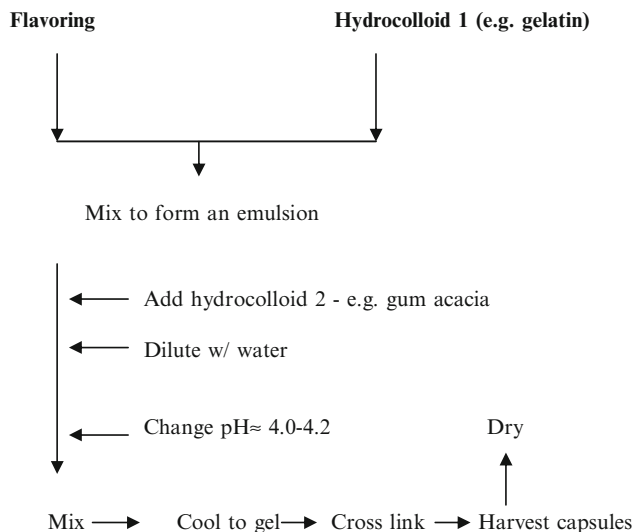 Flavoring
Hydrocolloid 1 (e.g. gelatin)
Mix to form an emulsion
Add hydrocolloid 2 - e.g. gum acacia
Dilute w/ water
Change pH≈ 4.0-4.2
Dry
Mix
Cool to gel
Cross link
Harvest capsules